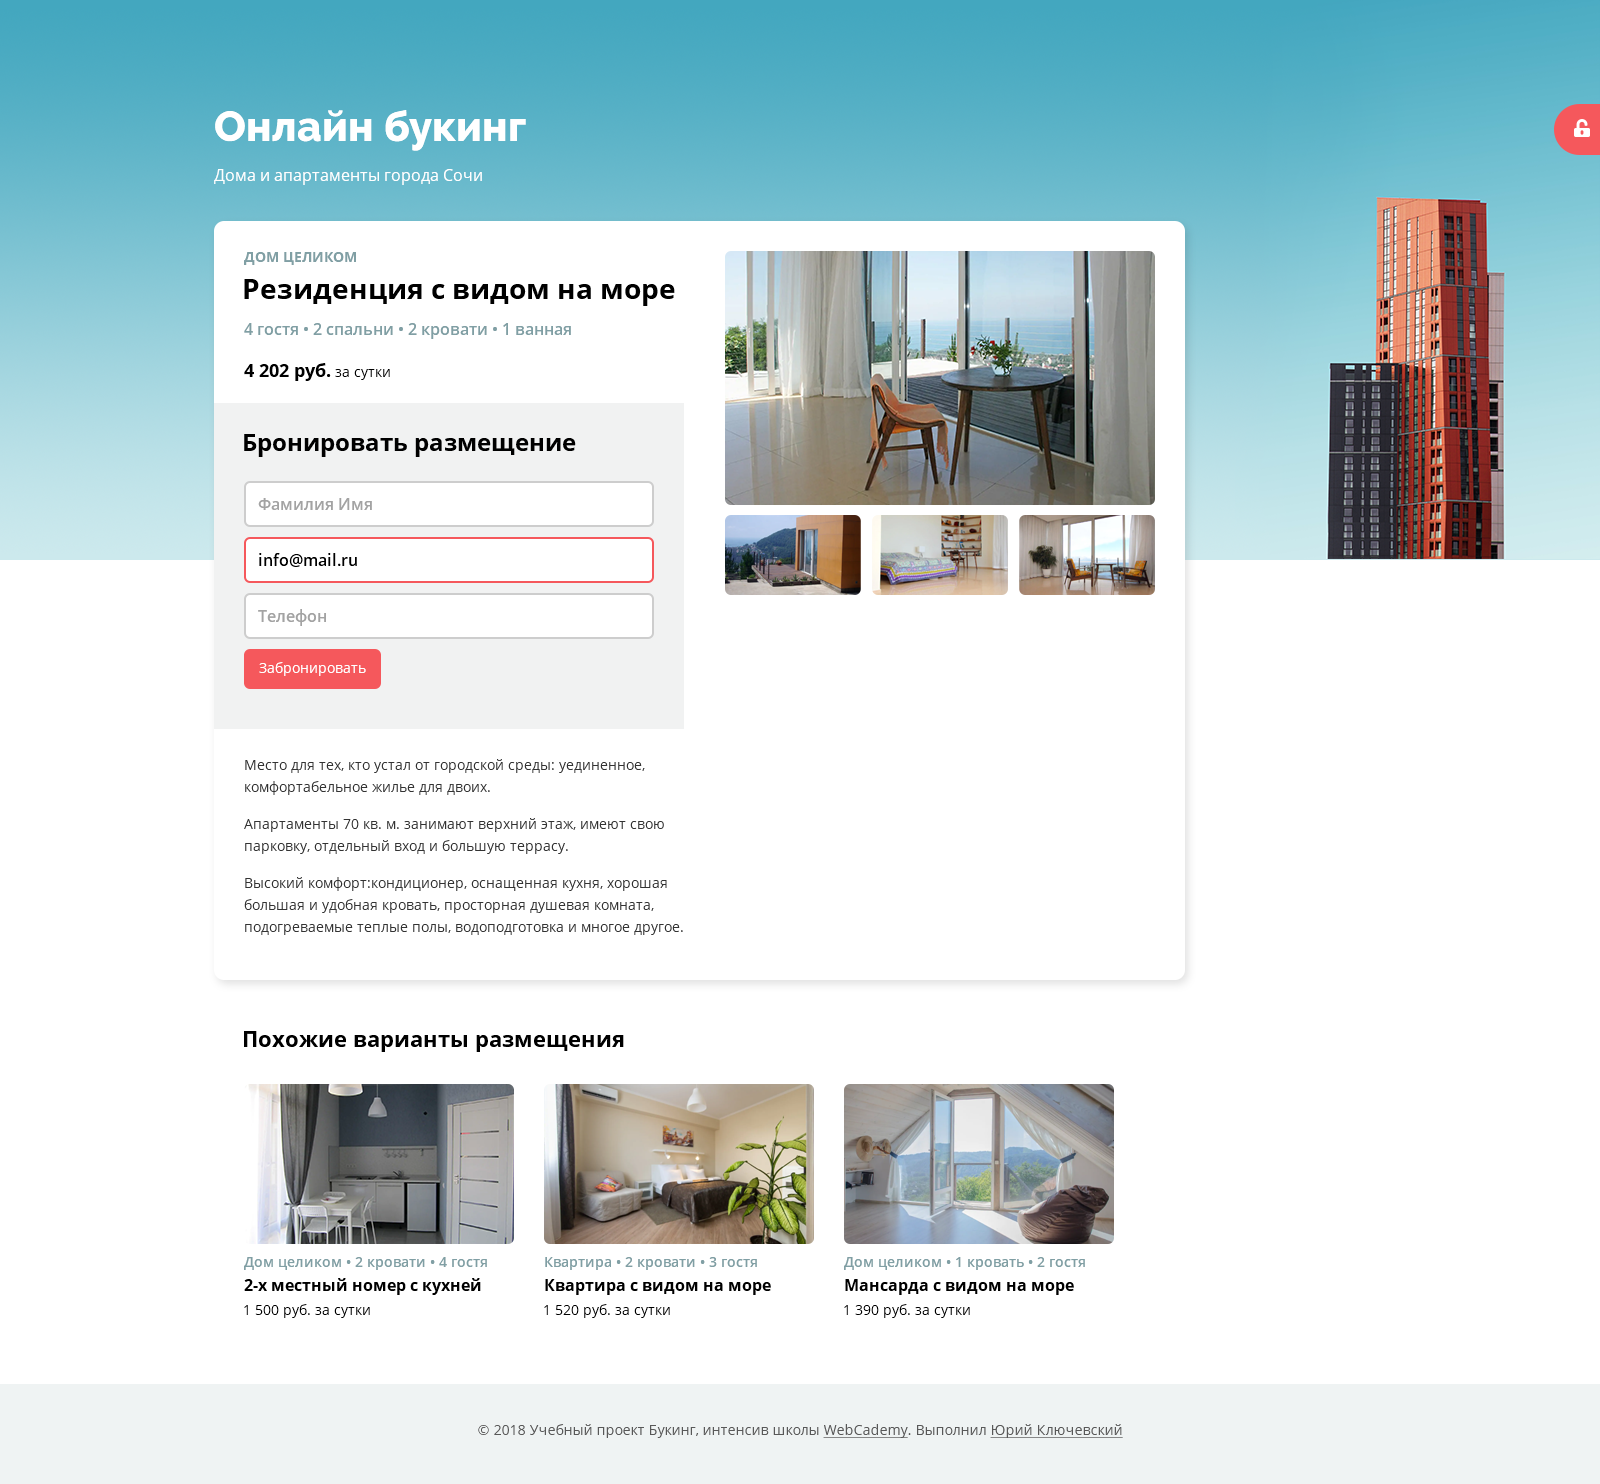 Онлайн букинг
Дома и апартаменты города Сочи
ДОМ ЦЕЛИКОМ
Резиденция с видом на море
4 гостя • 2 спальни • 2 кровати • 1 ванная
4 202 руб. за сутки
Бронировать размещение
Фамилия Имя
info@mail.ru
Телефон
Забронировать
Место для тех, кто устал от городской среды: уединенное,
комфортабельное жилье для двоих.
Апартаменты 70 кв. м. занимают верхний этаж, имеют свою
парковку, отдельный вход и большую террасу.
Высокий комфорт:кондиционер, оснащенная кухня, хорошая
большая и удобная кровать, просторная душевая комната,
подогреваемые теплые полы, водоподготовка и многое другое.
Похожие варианты размещения
Дом целиком • 2 кровати • 4 гостя
2-х местный номер с кухней
1 500 руб. за сутки
Квартира • 2 кровати • 3 гостя
Квартира с видом на море
1 520 руб. за сутки
Дом целиком • 1 кровать • 2 гостя
Мансарда с видом на море
1 390 руб. за сутки
© 2018 Учебный проект Букинг, интенсив школы WebCademy. Выполнил Юрий Ключевский